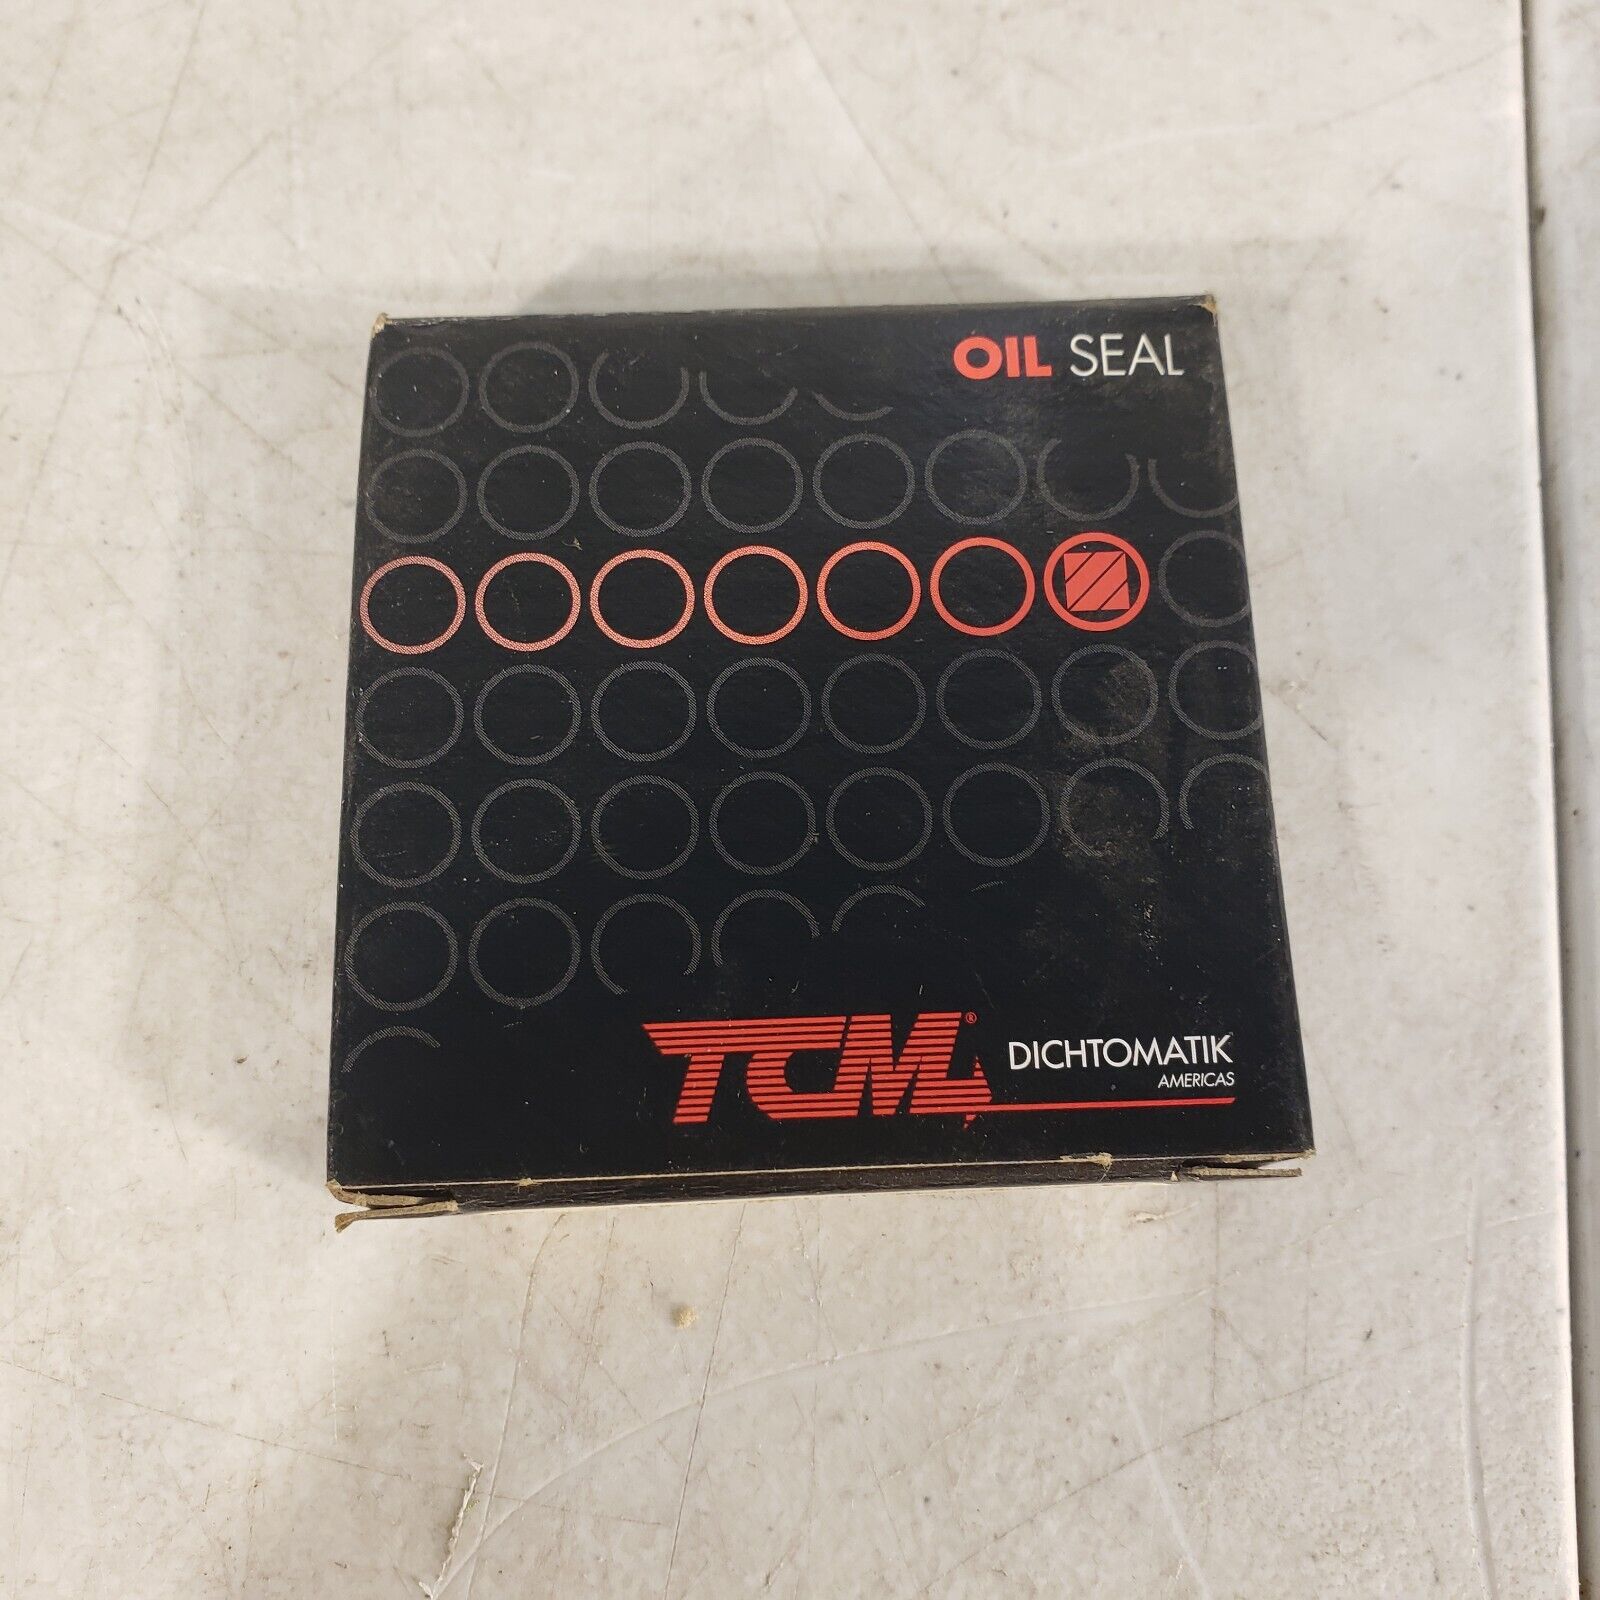 OIL SEAL
TCM®
DICHTOMATIK
AMERICAS